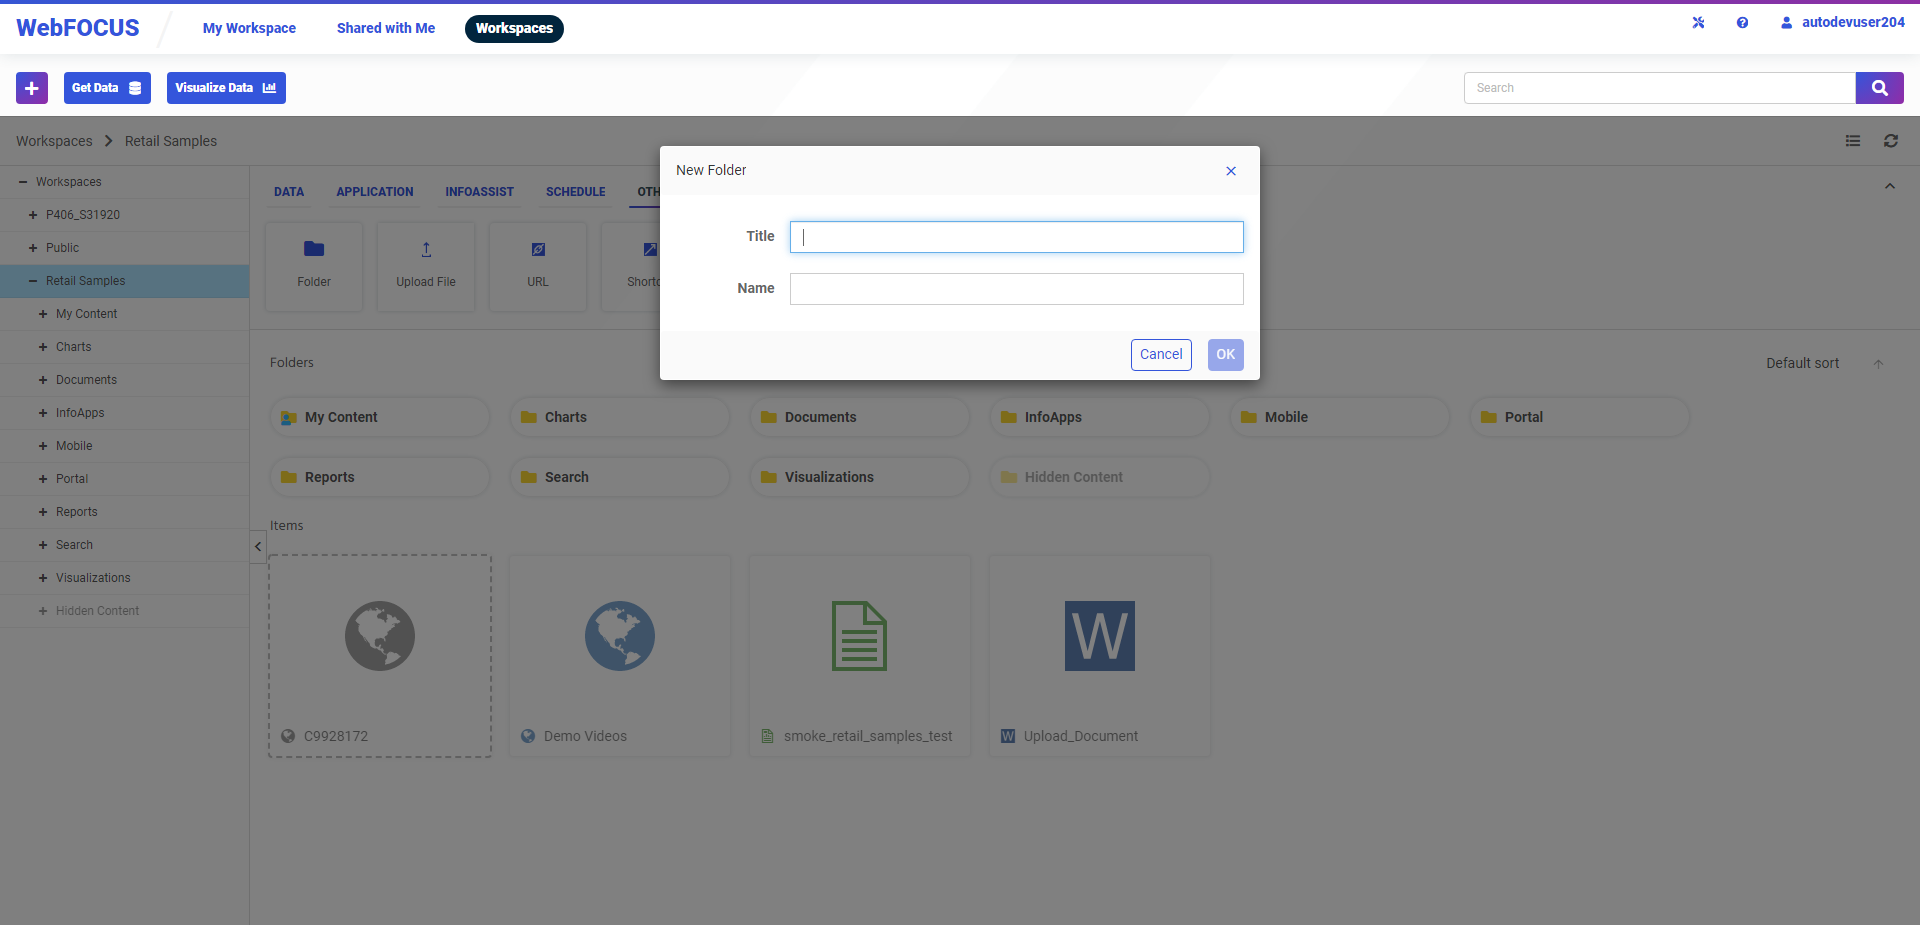 WebFOCUS
My Workspace
Shared with Me
Workspaces
autodevuser204
Get Data
Visualize Data
Search
Workspaces > Retail Samples
Workspaces
P406_S31920
Public
Retail Samples
My Content
Charts
Documents
InfoApps
Mobile
Portal
Reports
Search
Visualizations
Hidden Content
DATA
APPLICATION
INFOASSIST
SCHEDULE
OTH
Folder
Upload File
URL
Shortc
New Folder
Title
Name
Cancel
OK
Folders
Default sort
My Content
Charts
Documents
InfoApps
Mobile
Portal
Reports
Search
Visualizations
Hidden Content
Items
C9928172
Demo Videos
smoke_retail_samples_test
W
Upload_Document